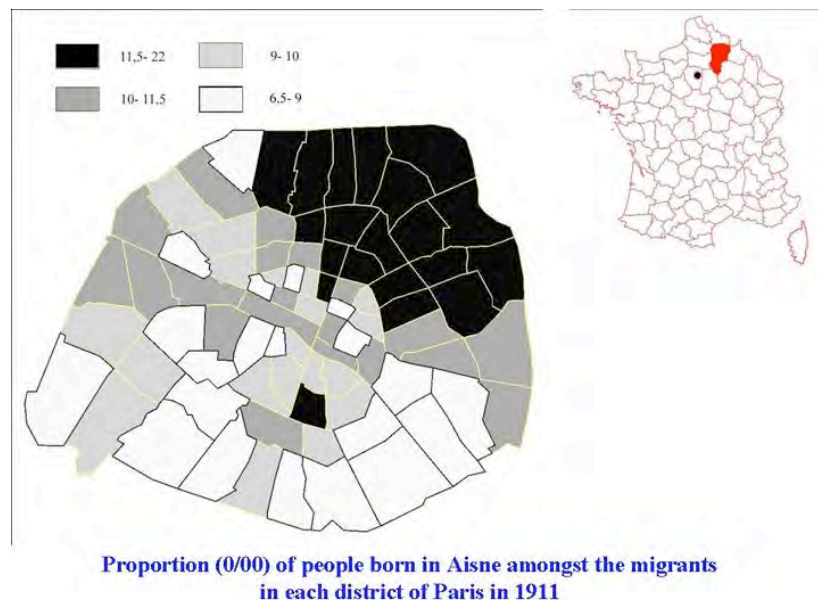 11,5- 22
9- 10
10- 11,5
6,5- 9
Proportion (0/00) of people born in Aisne amongst the migrants
in each district of Paris in 1911